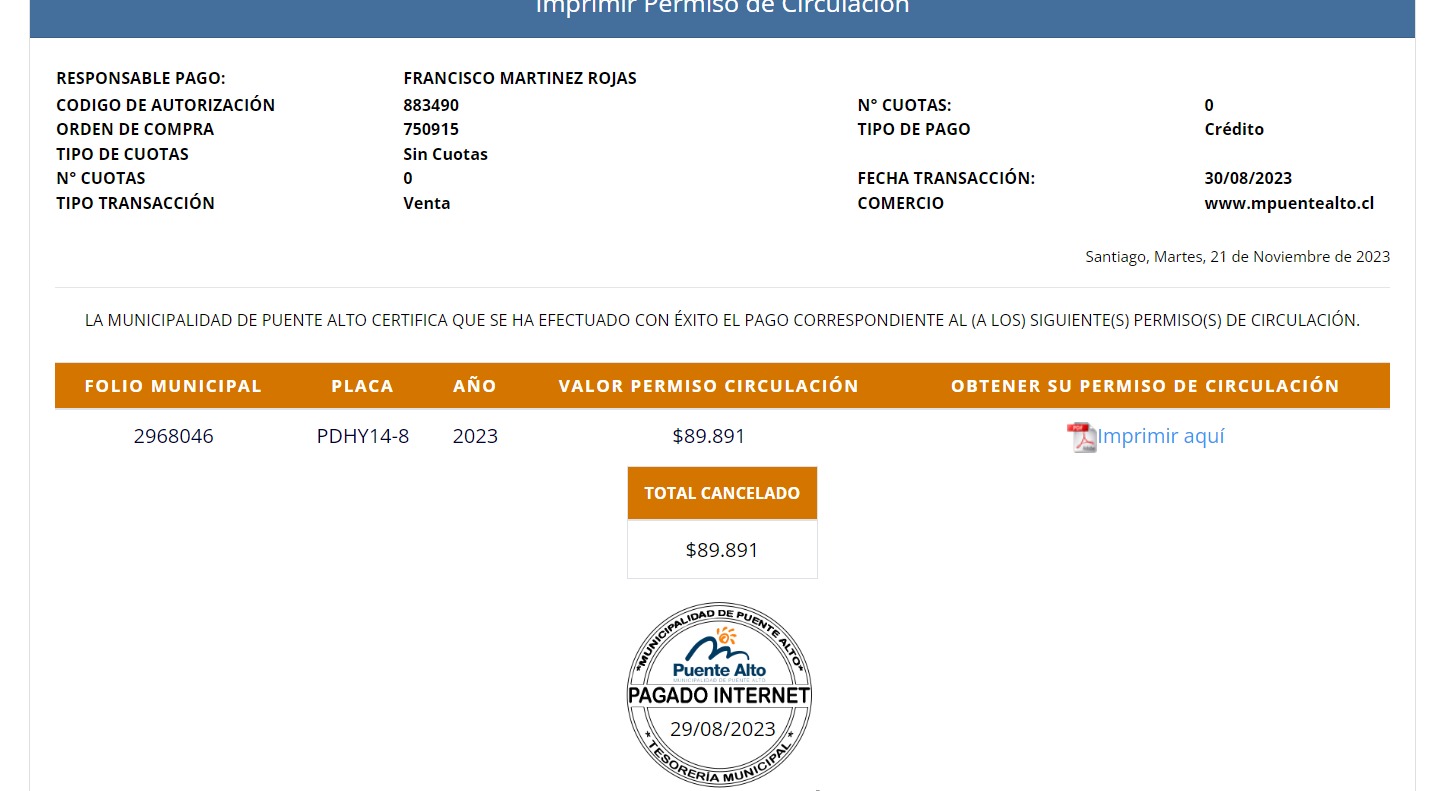 Imprimir Permiso de Circulación
RESPONSABLE PAGO: FRANCISCO MARTINEZ ROJAS
CODIGO DE AUTORIZACIÓN 883490 N° CUOTAS: 0
ORDEN DE COMPRA 750915 TIPO DE PAGO Crédito
TIPO DE CUOTAS Sin Cuotas
N° CUOTAS 0 FECHA TRANSACCIÓN: 30/08/2023
TIPO TRANSACCIÓN Venta COMERCIO www.mpuentealto.cl
Santiago, Martes, 21 de Noviembre de 2023
LA MUNICIPALIDAD DE PUENTE ALTO CERTIFICA QUE SE HA EFECTUADO CON ÉXITO EL PAGO CORRESPONDIENTE AL (A LOS) SIGUIENTE(S) PERMISO(S) DE CIRCULACIÓN.
FOLIO MUNICIPAL PLACA AÑO VALOR PERMISO CIRCULACIÓN OBTENER SU PERMISO DE CIRCULACIÓN
2968046 PDHY14-8 2023 $89.891 PDF Imprimir aquí
TOTAL CANCELADO
$89.891
*MUNICIPALIDAD DE PUENTE ALTO*
Puente Alto
MUNICIPALIDAD DE PUENTE ALTO
PAGADO INTERNET
29/08/2023
* TESORERÍA MUNICIPAL *